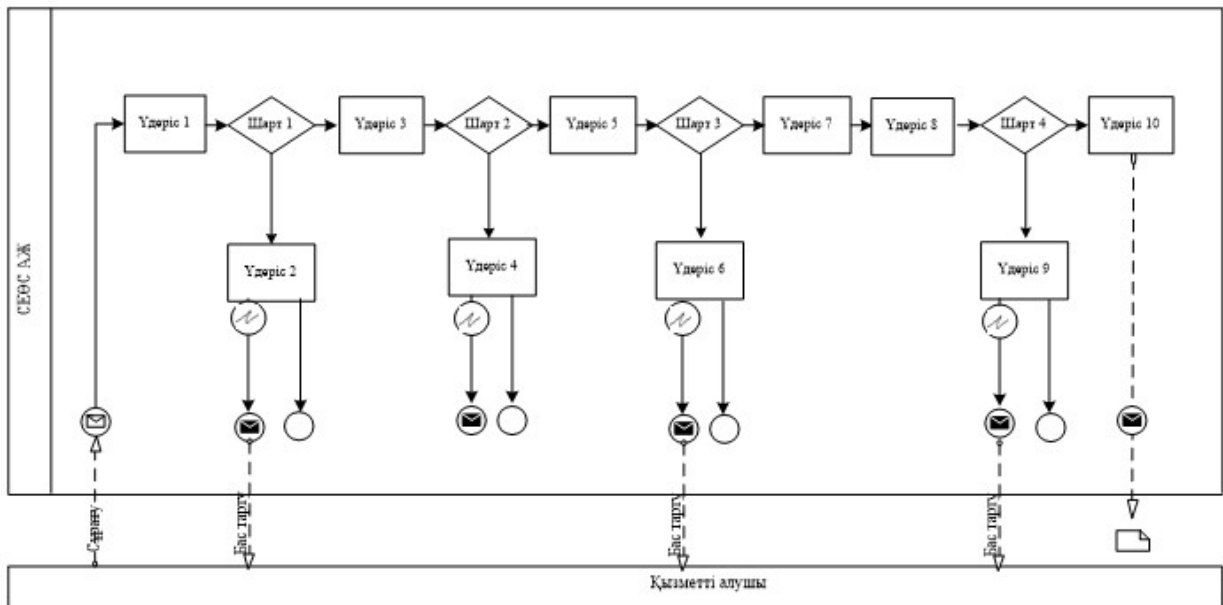 Үдеріс 1
Шарт 1
Үдеріс 3
Шарт 2
Үдеріс 5
Шарт 3
Үдеріс 7
Үдеріс 8
Шарт 4
Үдеріс 10
Үдеріс 2
Үдеріс 4
Үдеріс 6
Үдеріс 9
СЕӨС АЖ
Сұрату
Бас тарту
Бас тарту
Бас тарту
Қызметті алушы